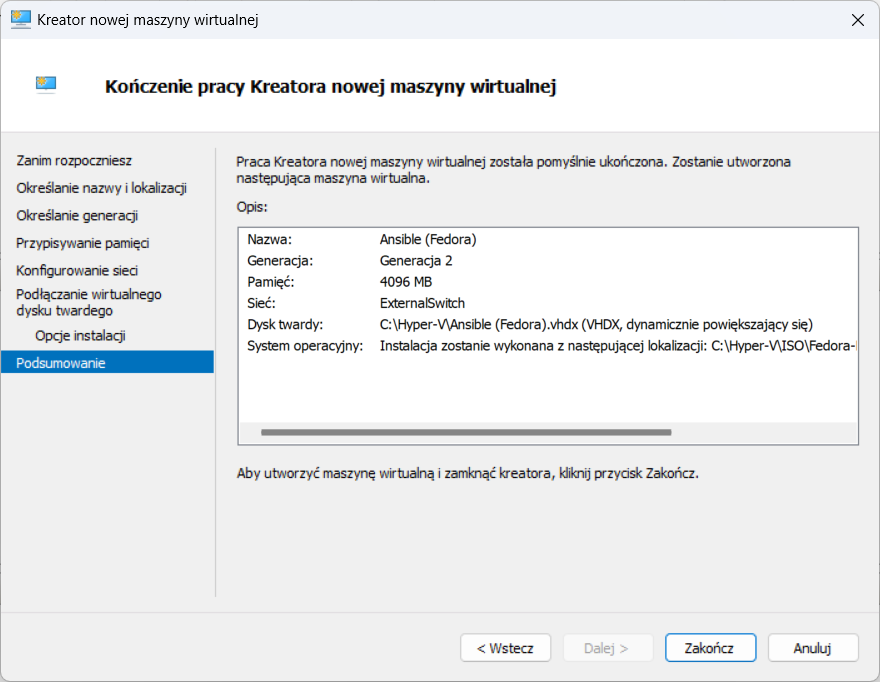 Kreator nowej maszyny wirtualnej
Kończenie pracy Kreatora nowej maszyny wirtualnej
Zanim rozpoczniesz
Określanie nazwy i lokalizacji
Określanie generacji
Przypisywanie pamięci
Konfigurowanie sieci
Podłączanie wirtualnego
dysku twardego
Opcje instalacji
Podsumowanie
Praca Kreatora nowej maszyny wirtualnej została pomyślnie ukończona. Zostanie utworzona
następująca maszyna wirtualna.
Opis:
Nazwa: Ansible (Fedora)
Generacja: Generacja 2
Pamięć: 4096 MB
Sieć: ExternalSwitch
Dysk twardy: C:\Hyper-V\Ansible (Fedora).vhdx (VHDX, dynamicznie powiększający się)
System operacyjny: Instalacja zostanie wykonana z następującej lokalizacji: C:\Hyper-V\ISO\Fedora-
Aby utworzyć maszynę wirtualną i zamknąć kreatora, kliknij przycisk Zakończ.
< Wstecz
Dalej >
Zakończ
Anuluj